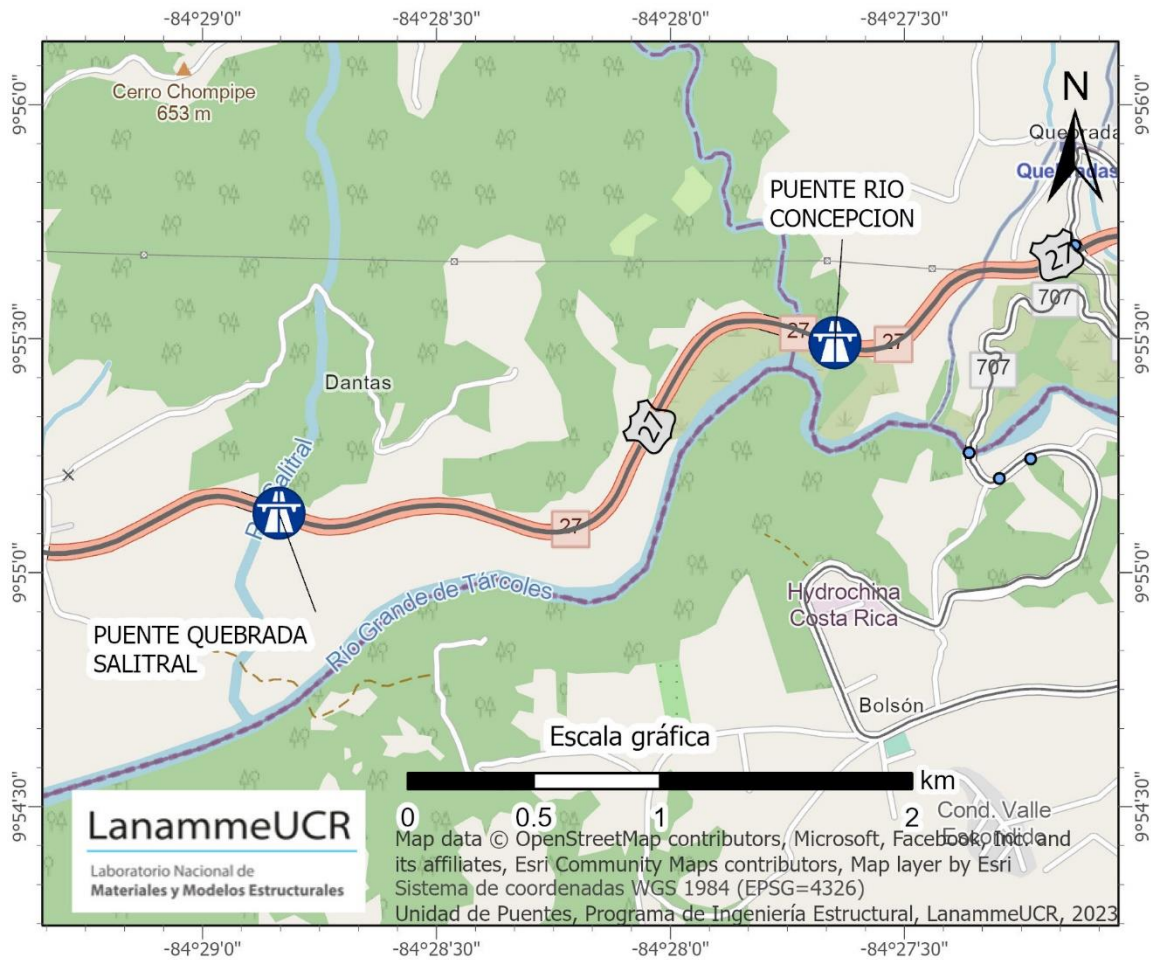 -84°29'0"
-84°28'30"
-84°28'0"
-84°27'30"
9°56'0"
9°56'0"
Cerro Chompipe
653 m
N
Quebrada
Quebradas
PUENTE RIO
CONCEPCION
27
707
9°55'30"
9°55'30"
27
27
707
Dantas
27
Salitral
27
9°55'0"
9°55'0"
Río Grande de Tárcoles
Hydrochina
Costa Rica
PUENTE QUEBRADA
SALITRAL
Bolsón
Escala gráfica
km
0
0.5
1
2
9°54'30"
9°54'30"
Cond. Valle
Escondido
LanammeUCR
Laboratorio Nacional de
Materiales y Modelos Estructurales
Map data © OpenStreetMap contributors, Microsoft, Facebook, Inc. and
its affiliates, Esri Community Maps contributors, Map layer by Esri
Sistema de coordenadas WGS 1984 (EPSG=4326)
Unidad de Puentes, Programa de Ingeniería Estructural, LanammeUCR, 2023
-84°29'0"
-84°28'30"
-84°28'0"
-84°27'30"